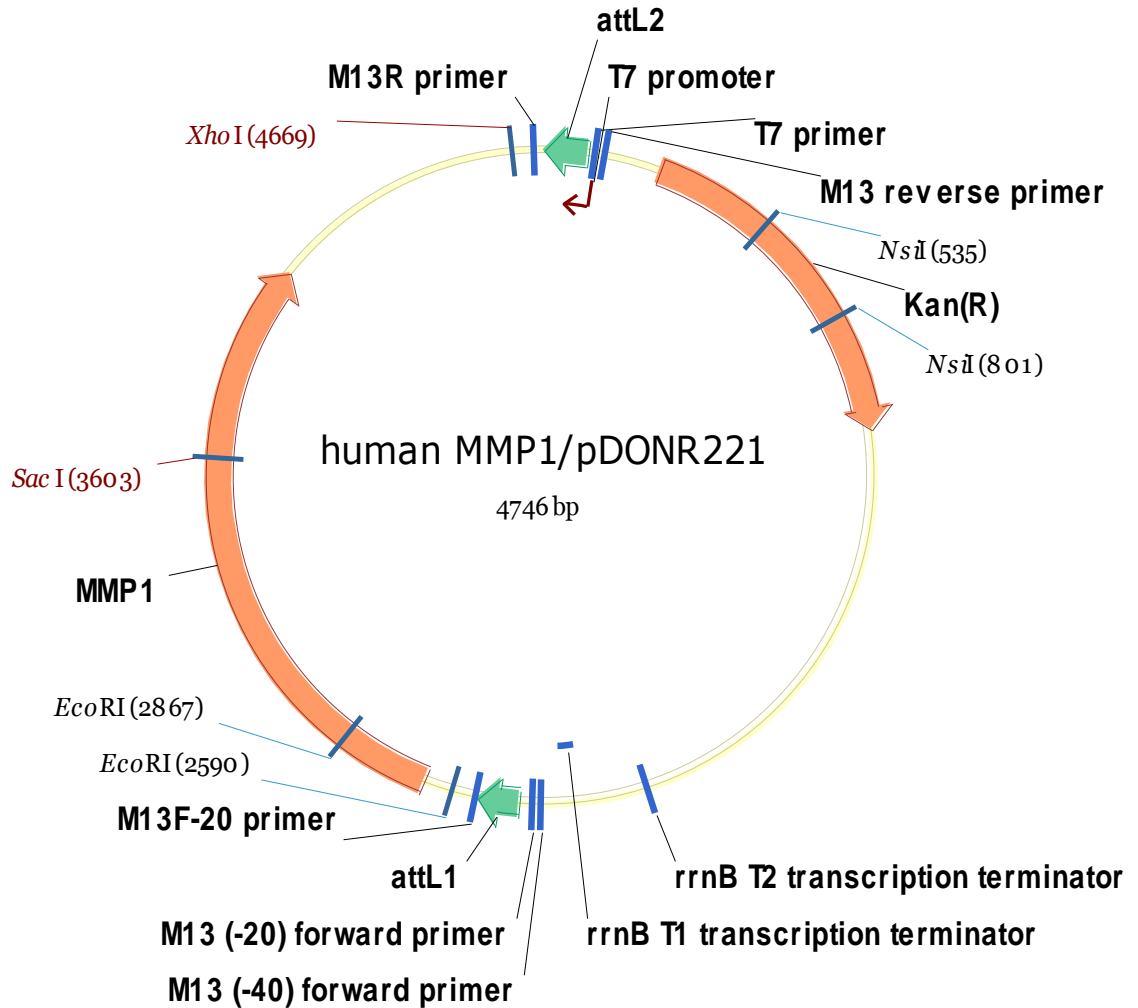 attL2
M13R primer
T7 promoter
XhoI (4669)
T7 primer
M13 reverse primer
NsiI (535)
Kan(R)
NsiI (801)
human MMP1/pDONR221
4746 bp
SacI (3603)
MMP1
EcoRI (2867)
EcoRI (2590)
M13F-20 primer
attL1
rrnB T2 transcription terminator
M13 (-20) forward primer
rrnB T1 transcription terminator
M13 (-40) forward primer